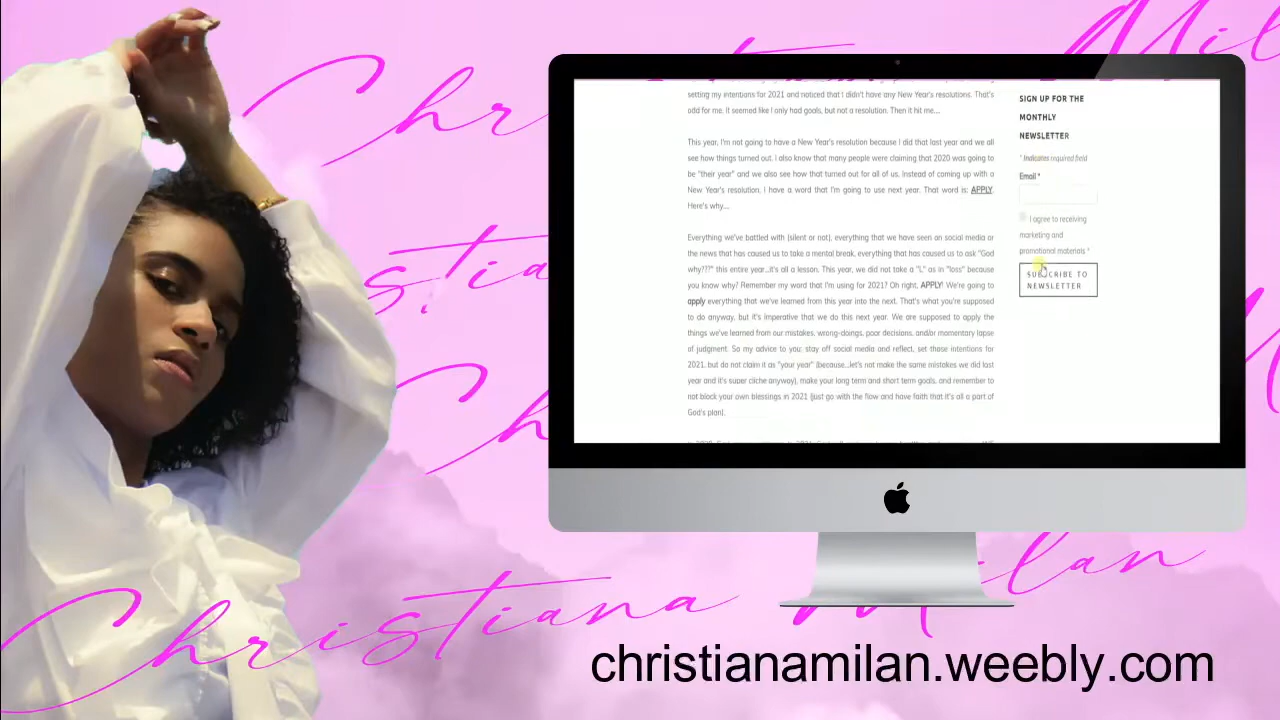 Christiana Milan
setting my intentions for 2021 and noticed that I didn't have any New Year's resolutions. That's
odd for me. It seemed like I only had goals, but not a resolution. Then it hit me...
This year, I'm not going to have a New Year's resolution because I did that last year and we all
see how things turned out. I also know that many people were claiming that 2020 was going to
be "their year" and we also see how that turned out for all of us. Instead of coming up with a
New Year's resolution, I have a word that I'm going to use next year. That word is: APPLY.
Here's why...
Everything we've battled with (silent or not), everything that we have seen on social media or
the news that has caused us to take a mental break, everything that has caused us to ask "God
why???" this entire year...it's all a lesson. This year, we did not take a "L" as in "loss" because
you know why? Remember my word that I'm using for 2021? Oh right, APPLY! We're going to
apply everything that we've learned from this year into the next. That's what you're supposed
to do anyway, but it's imperative that we do this next year. We are supposed to apply the
things we've learned from our mistakes, wrong-doings, poor decisions, and/or momentary lapse
of judgment. So my advice to you: stay off social media and reflect, set those intentions for
2021, but do not claim it as "your year" (because...let's not make the same mistakes we did last
year and it's super cliche anyway), make your long term and short term goals, and remember to
not block your own blessings in 2021 (just go with the flow and have faith that it's all a part of
God's plan).
SIGN UP FOR THE
MONTHLY
NEWSLETTER
* Indicates required field
Email *
I agree to receiving
marketing and
promotional materials *
SUBSCRIBE TO
NEWSLETTER
Christiana Milan
christianamilan.weebly.com